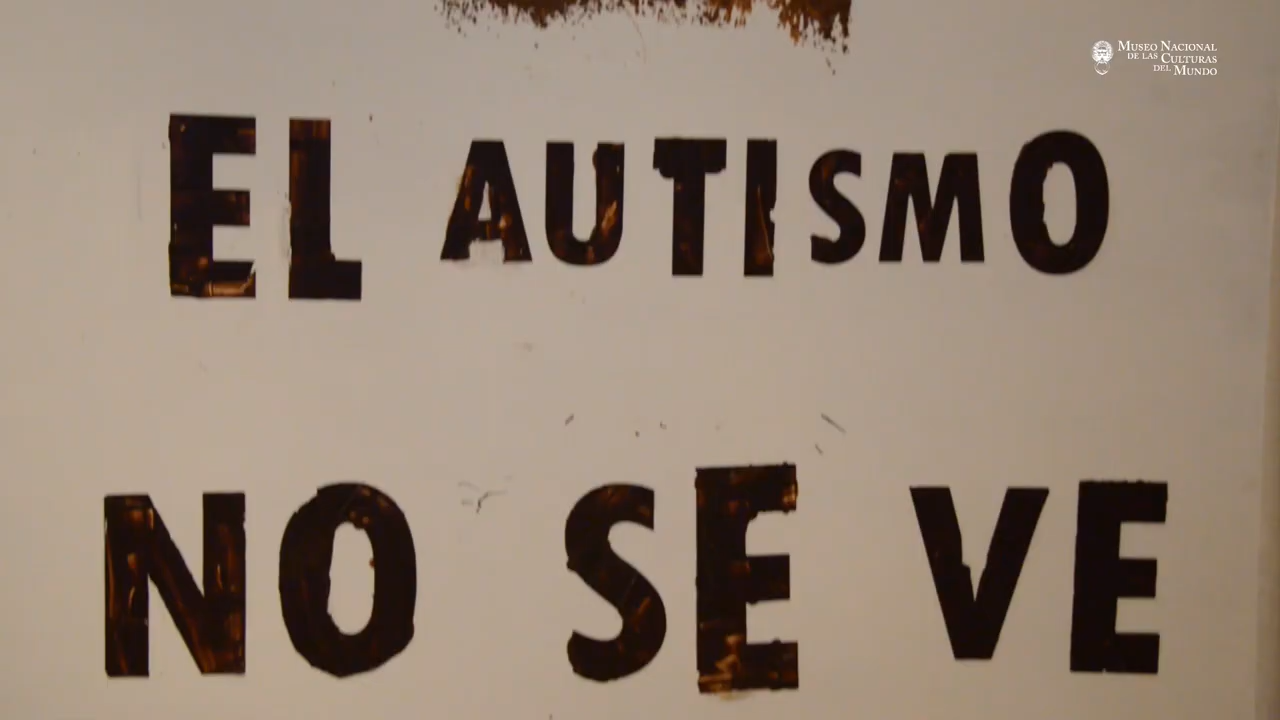 MUSEO NACIONAL
DE LAS CULTURAS
DEL MUNDO
EL AUTISMO
NO SE VE